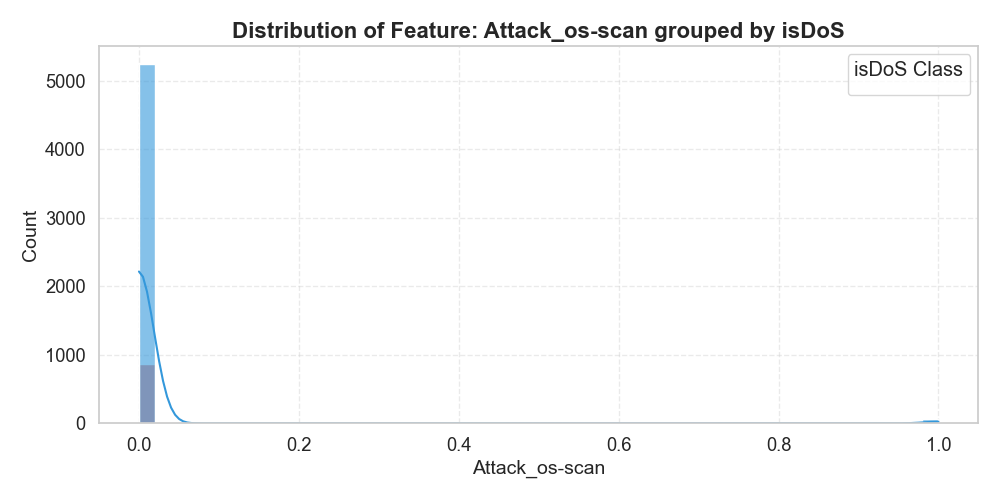 Distribution of Feature: Attack_os-scan grouped by isDoS
isDoS Class
5000
4000
3000
2000
1000
0
Count
0.0 0.2 0.4 0.6 0.8 1.0
Attack_os-scan